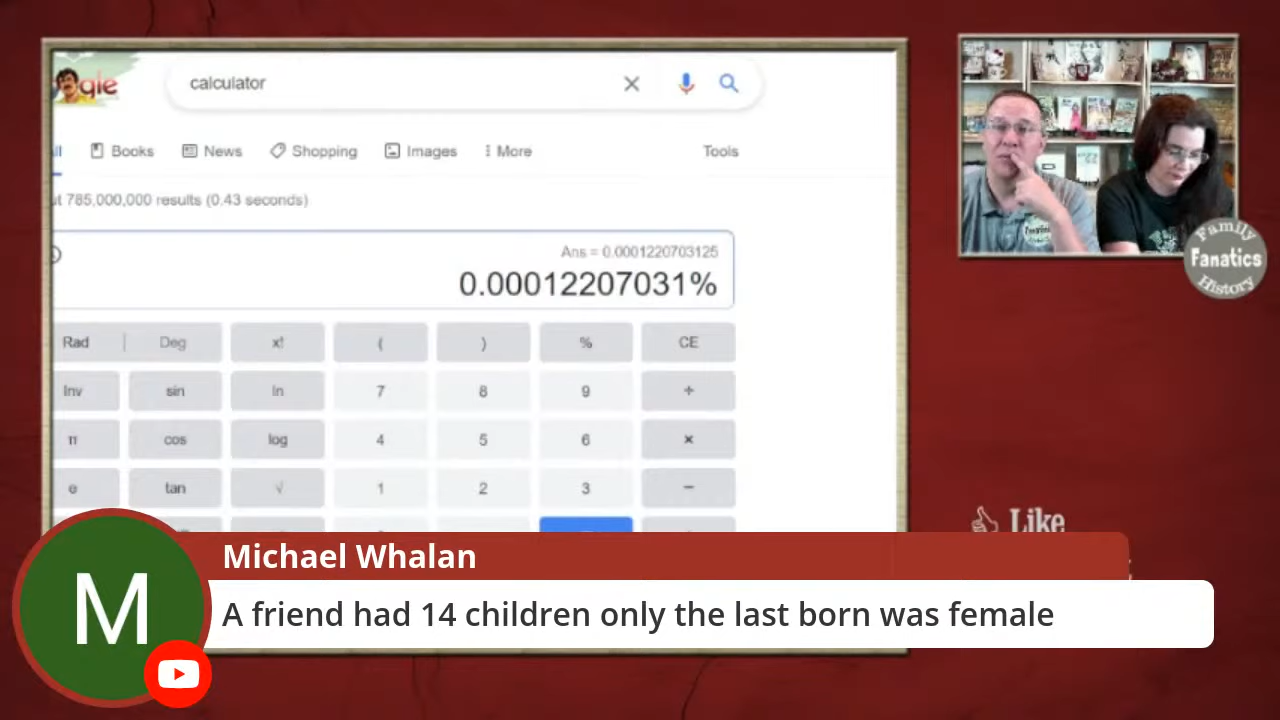 gle
calculator
Books
News
Shopping
Images
More
Tools
785,000,000 results (0.43 seconds)
Ans = 0.0001220703125
0.00012207031%
Rad
Deg
x!
(
)
%
CE
Inv
sin
ln
7
8
9
÷
π
cos
log
4
5
6
×
e
tan
√
1
2
3
−
Family
Fanatics
History
Like
M
Michael Whalan
A friend had 14 children only the last born was female